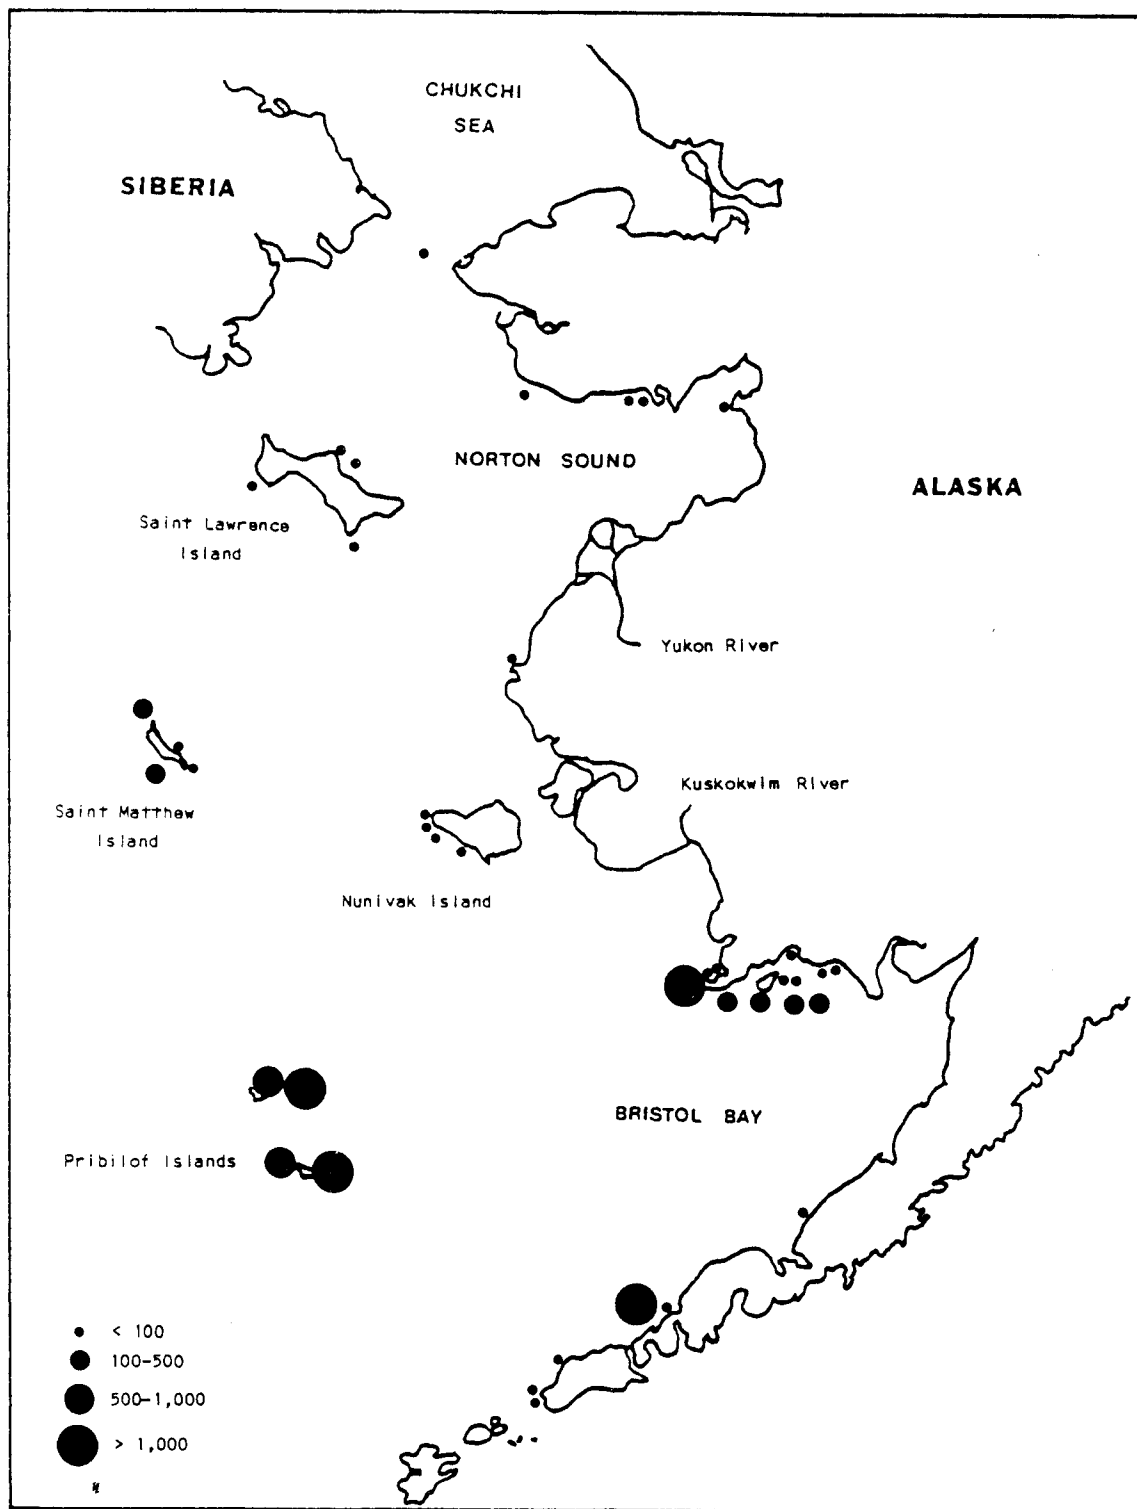 CHUKCHI
SEA
SIBERIA
NORTON SOUND
ALASKA
Saint Lawrence
Island
Yukon River
Kuskokwim River
Saint Matthew
Island
Nunivak Island
BRISTOL BAY
Pribilof Islands
< 100
100-500
500-1,000
> 1,000